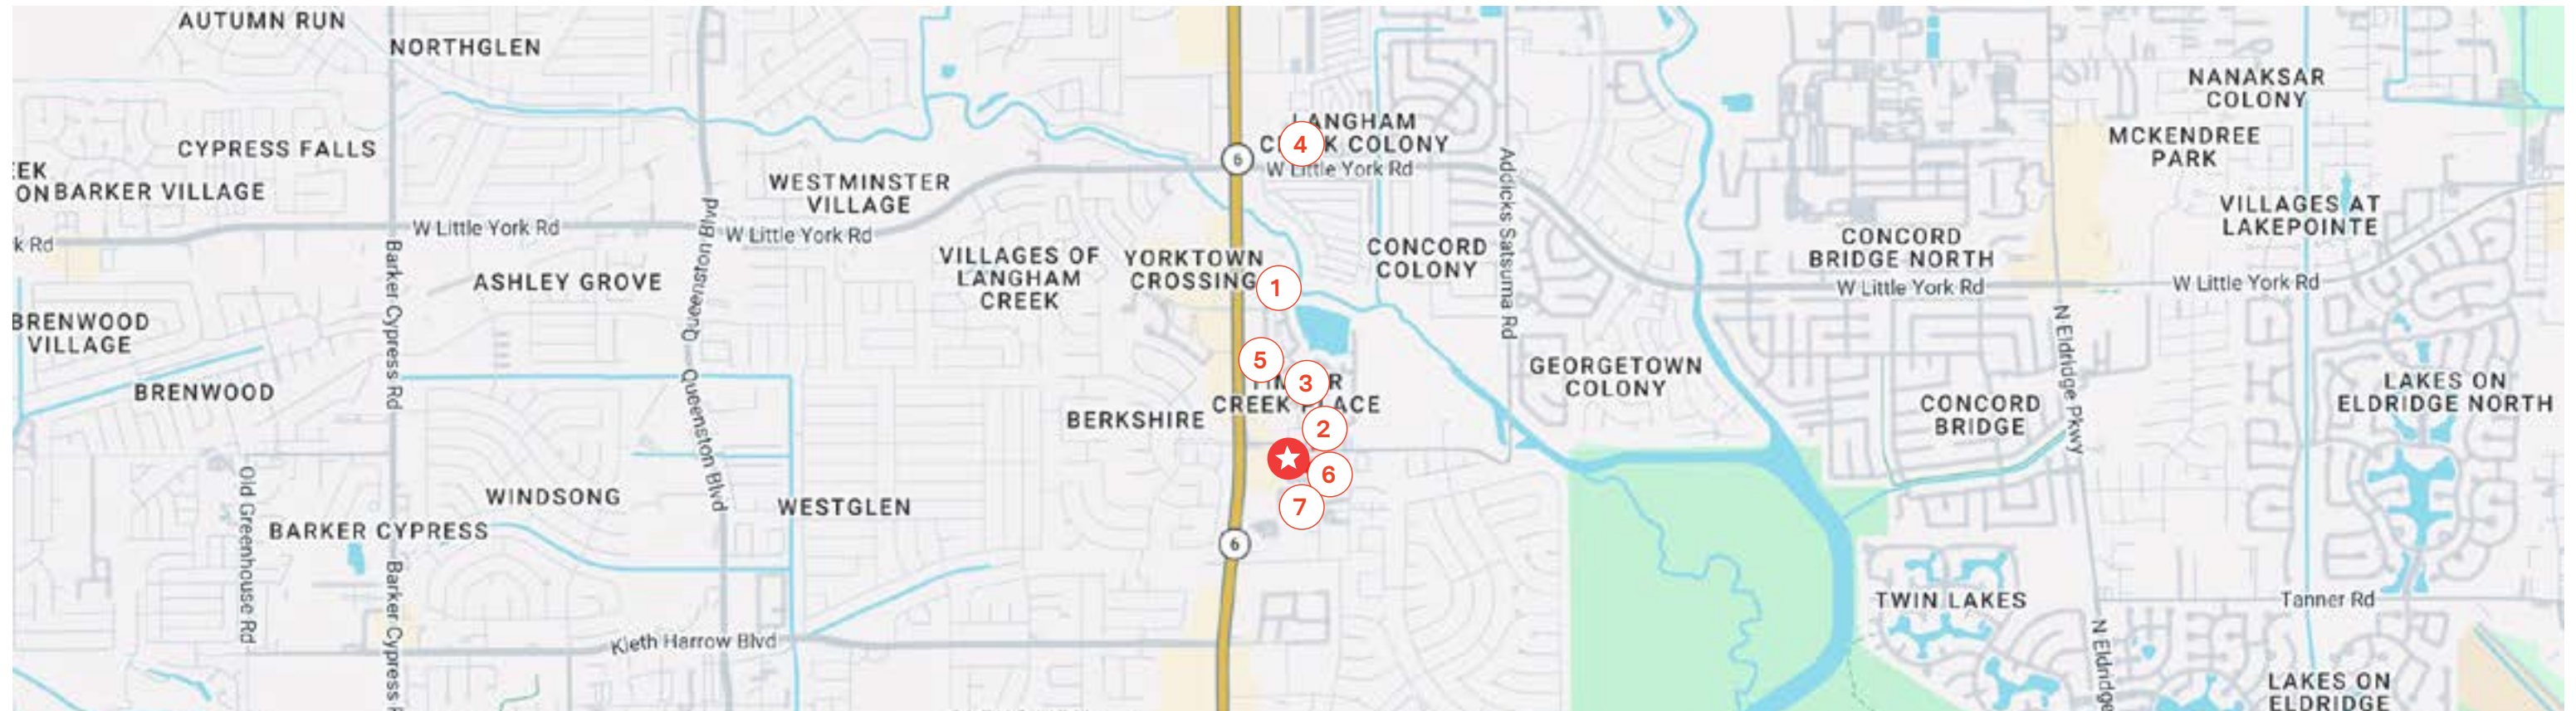 AUTUMN RUN
NORTHGLEN
NANAKSAR
COLONY
LANGHAM
4
COLONY
6
W Little York Rd
CYPRESS FALLS
MCKENDREE
PARK
EEK
ON
BARKER VILLAGE
WESTMINSTER
VILLAGE
VILLAGES AT
LAKEPOINTE
k Rd
W Little York Rd
W Little York Rd
Addicks Satsuma Rd
Barker Cypress Rd
Queenston Blvd
ASHLEY GROVE
VILLAGES OF
LANGHAM
CREEK
YORKTOWN
CROSSING
1
CONCORD
COLONY
CONCORD
BRIDGE NORTH
W Little York Rd
W Little York Rd
N Eldridge Pkwy
BRENWOOD
VILLAGE
5
3
CREEK PLACE
GEORGETOWN
COLONY
LAKES ON
ELDRIDGE NORTH
BRENWOOD
Queenston Blvd
BERKSHIRE
2
CONCORD
BRIDGE
6
7
WINDSONG
WESTGLEN
BARKER CYPRESS
Old Greenhouse Rd
6
Barker Cypress
TWIN LAKES
Tanner Rd
Kieth Harrow Blvd
N Eldridge
LAKES ON
ELDRIDGE